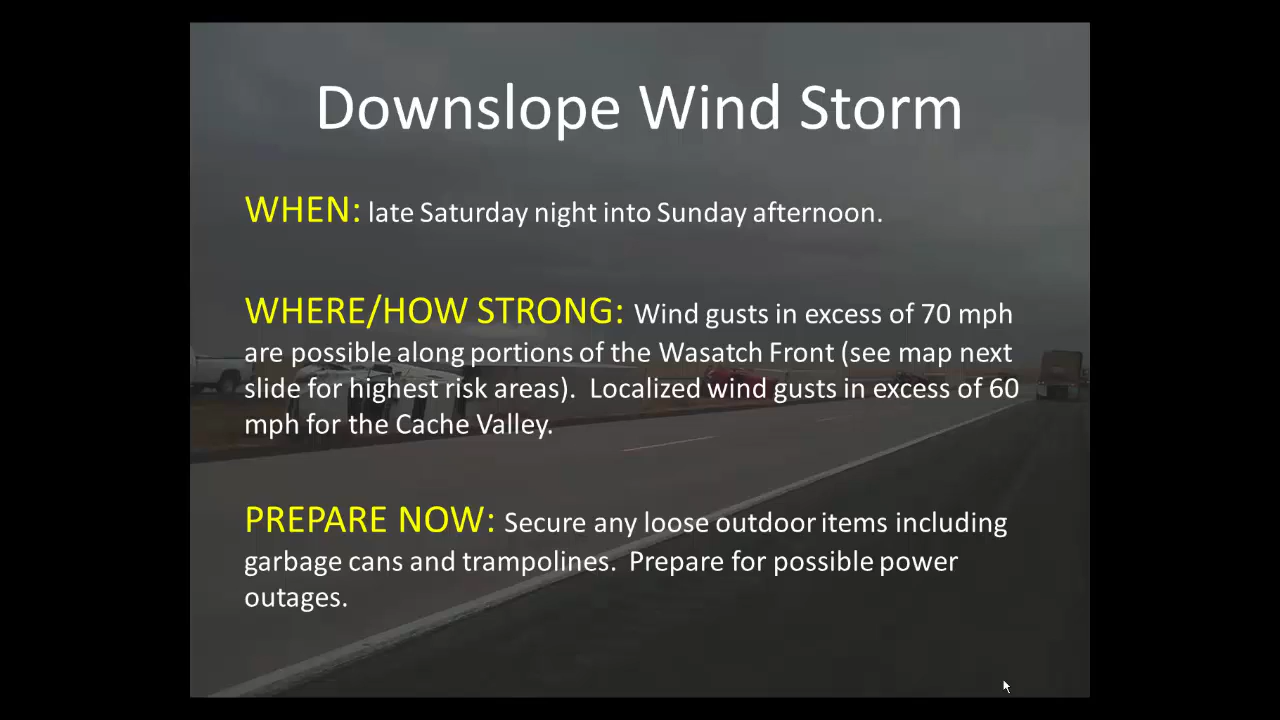 Downslope Wind Storm
WHEN: late Saturday night into Sunday afternoon.
WHERE/HOW STRONG: Wind gusts in excess of 70 mph
are possible along portions of the Wasatch Front (see map next
slide for highest risk areas).  Localized wind gusts in excess of 60
mph for the Cache Valley.
PREPARE NOW: Secure any loose outdoor items including
garbage cans and trampolines.  Prepare for possible power
outages.